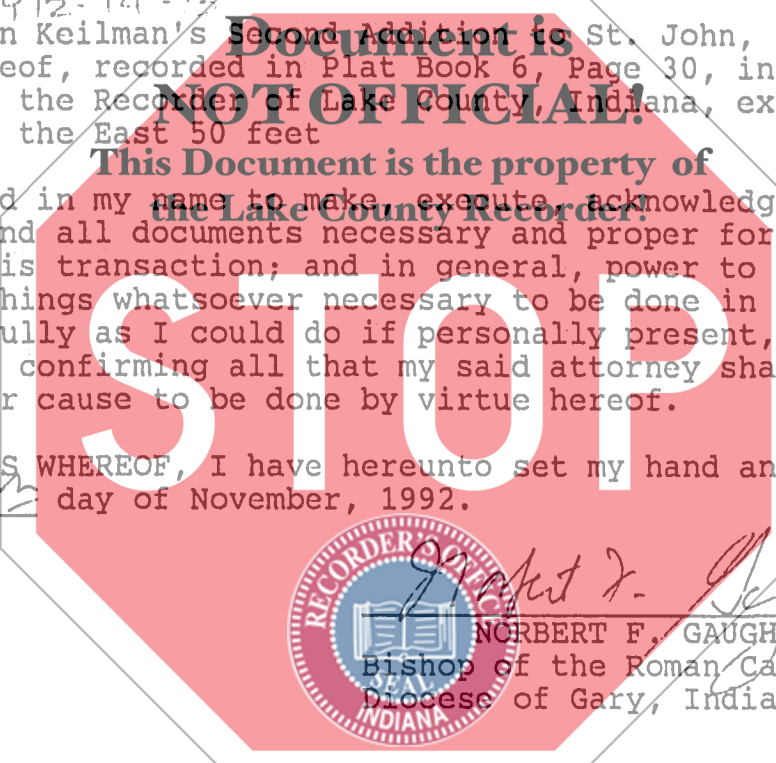 n Keilman's Second Addition to St. John,
eof, recorded in Plat Book 6, Page 30, in
the Recorder of Lake County, Indiana, ex
the East 50 feet
Document is
NOT OFFICIAL!
This Document is the property of
the Lake County Recorder!
d in my name to make, execute, acknowledg
nd all documents necessary and proper for
is transaction; and in general, power to
hings whatsoever necessary to be done in
ully as I could do if personally present,
confirming all that my said attorney sha
r cause to be done by virtue hereof.
STOP
S WHEREOF, I have hereunto set my hand an
day of November, 1992.
RECORDER'S OFFICE
SEAL
INDIANA
NORBERT F. GAUGH
Bishop of the Roman Ca
Diocese of Gary, India